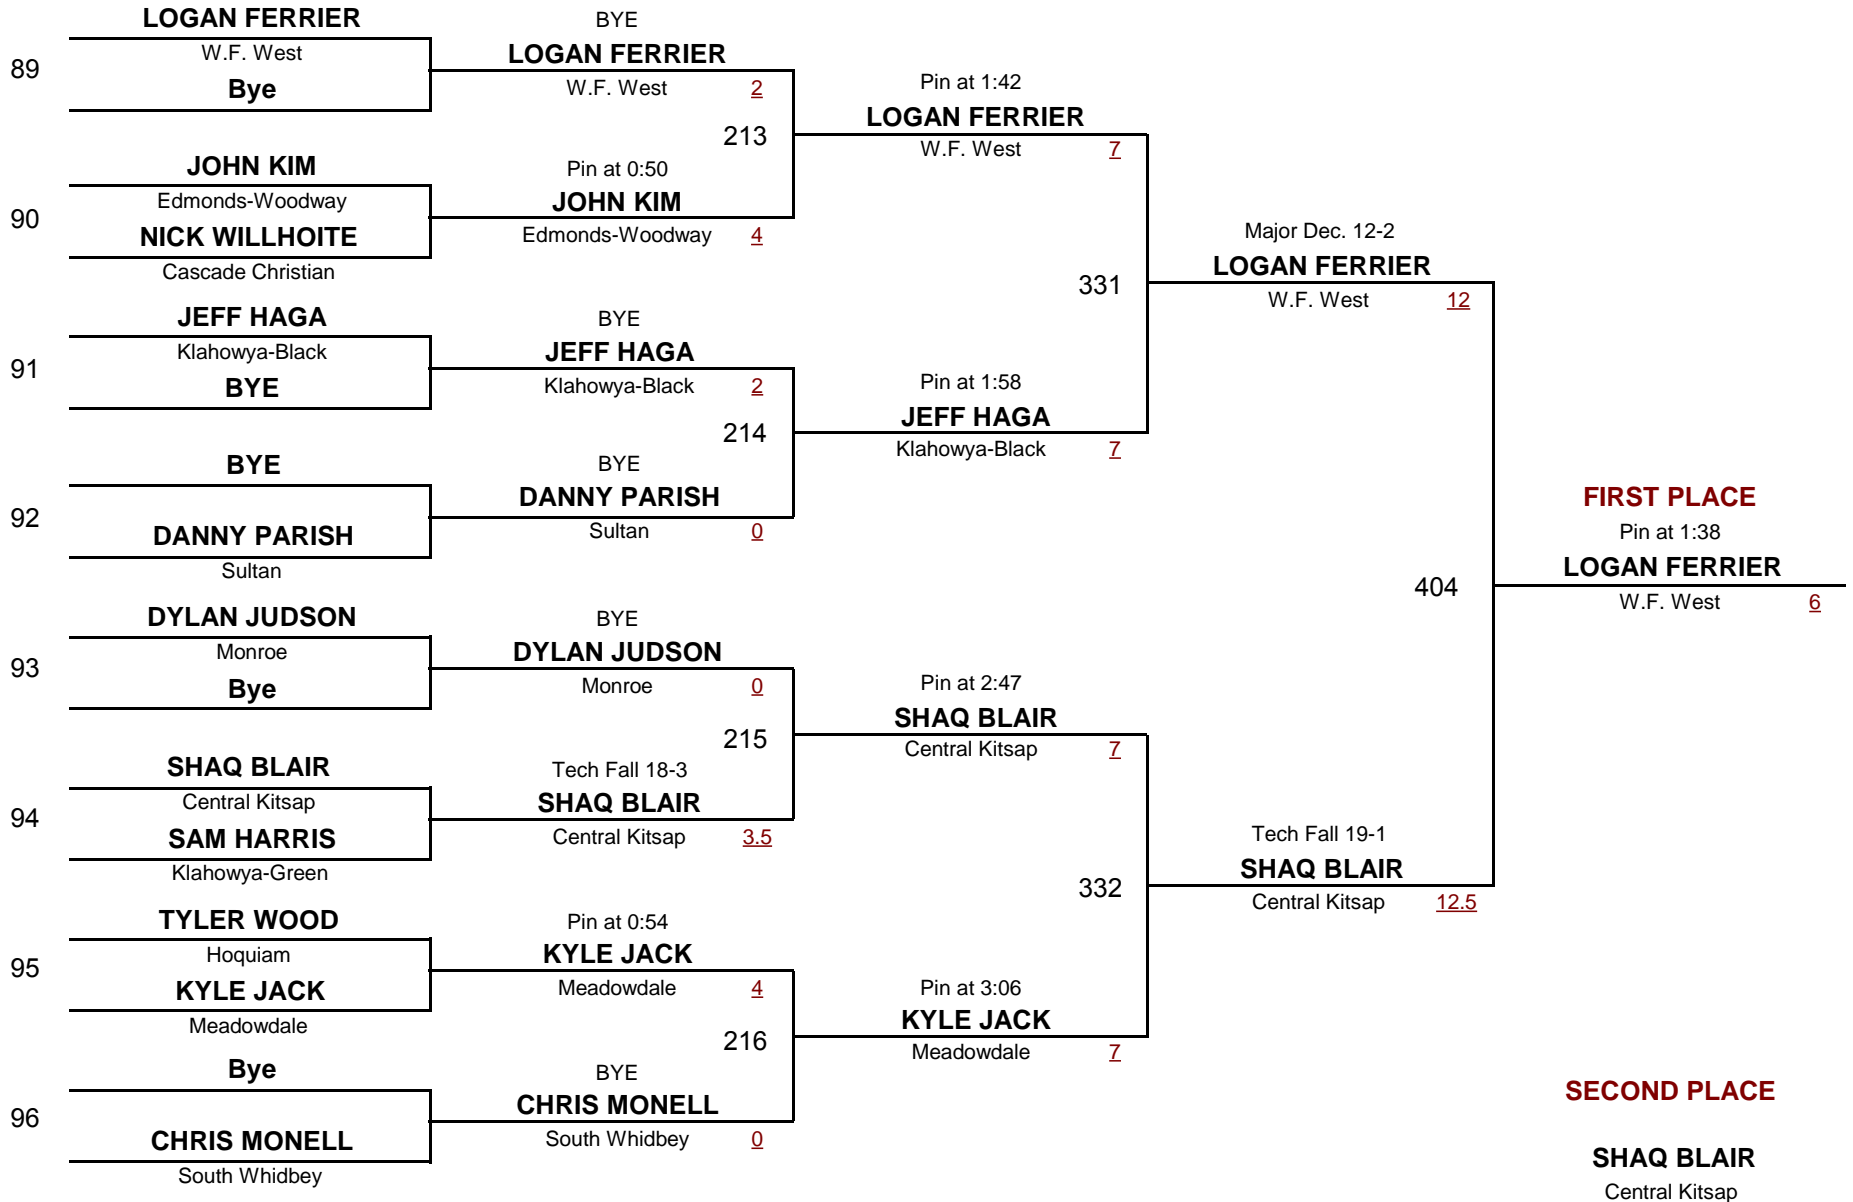 LOGAN FERRIER
89
W.F. West
Bye
JOHN KIM
90
Edmonds-Woodway
NICK WILLHOITE
Cascade Christian
JEFF HAGA
91
Klahowya-Black
BYE
BYE
92
DANNY PARISH
Sultan
DYLAN JUDSON
93
Monroe
Bye
SHAQ BLAIR
94
Central Kitsap
SAM HARRIS
Klahowya-Green
TYLER WOOD
95
Hoquiam
KYLE JACK
Meadowdale
Bye
96
CHRIS MONELL
South Whidbey
BYE
LOGAN FERRIER
W.F. West 2
213
Pin at 0:50
JOHN KIM
Edmonds-Woodway 4
BYE
JEFF HAGA
Klahowya-Black 2
214
BYE
DANNY PARISH
Sultan 0
BYE
DYLAN JUDSON
Monroe 0
215
Tech Fall 18-3
SHAQ BLAIR
Central Kitsap 3.5
Pin at 0:54
KYLE JACK
Meadowdale 4
216
BYE
CHRIS MONELL
South Whidbey 0
Pin at 1:42
LOGAN FERRIER
W.F. West 7
331
Pin at 1:58
JEFF HAGA
Klahowya-Black 7
Pin at 2:47
SHAQ BLAIR
Central Kitsap 7
332
Pin at 3:06
KYLE JACK
Meadowdale 7
Major Dec. 12-2
LOGAN FERRIER
W.F. West 12
404
Tech Fall 19-1
SHAQ BLAIR
Central Kitsap 12.5
FIRST PLACE
Pin at 1:38
LOGAN FERRIER
W.F. West 6
SECOND PLACE
SHAQ BLAIR
Central Kitsap